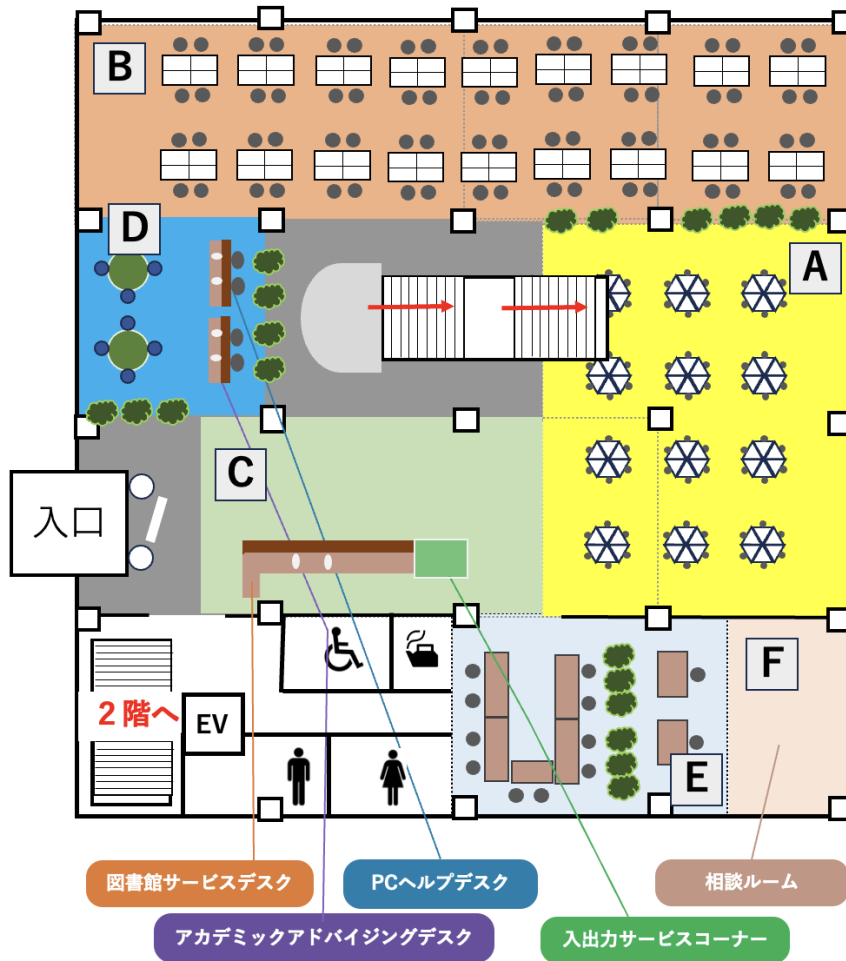 B
D
A
C
入口
F
2階へ
EV
E
図書館サービスデスク
PCヘルプデスク
相談ルーム
アカデミックアドバイジングデスク
入出力サービスコーナー